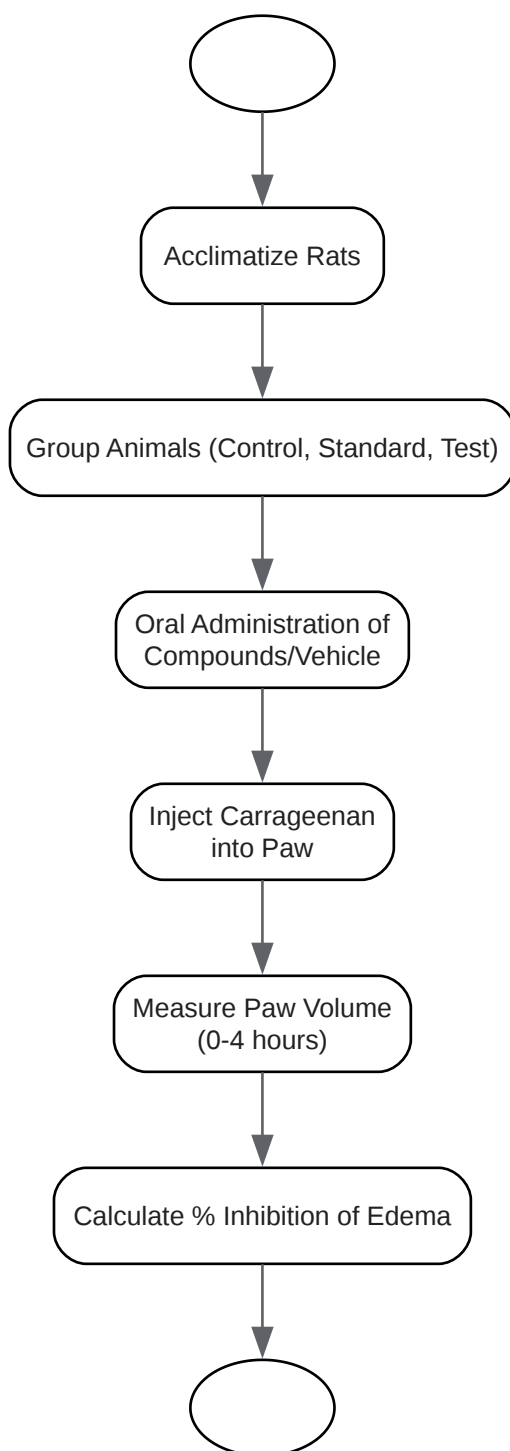 Acclimatize Rats
Group Animals (Control, Standard, Test)
Oral Administration of
Compounds/Vehicle
Inject Carrageenan
into Paw
Measure Paw Volume
(0-4 hours)
Calculate % Inhibition of Edema